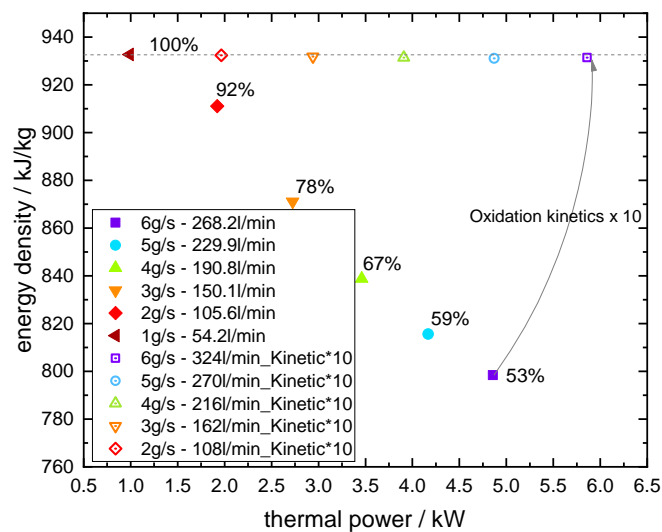 energy density / kJ/kg
940
920
900
880
860
840
820
800
780
760
100%
92%
78%
67%
59%
53%
Oxidation kinetics x 10
6g/s - 268.2l/min
5g/s - 229.9l/min
4g/s - 190.8l/min
3g/s - 150.1l/min
2g/s - 105.6l/min
1g/s - 54.2l/min
6g/s - 324l/min_Kinetic*10
5g/s - 270l/min_Kinetic*10
4g/s - 216l/min_Kinetic*10
3g/s - 162l/min_Kinetic*10
2g/s - 108l/min_Kinetic*10
0.5 1.0 1.5 2.0 2.5 3.0 3.5 4.0 4.5 5.0 5.5 6.0 6.5
thermal power / kW